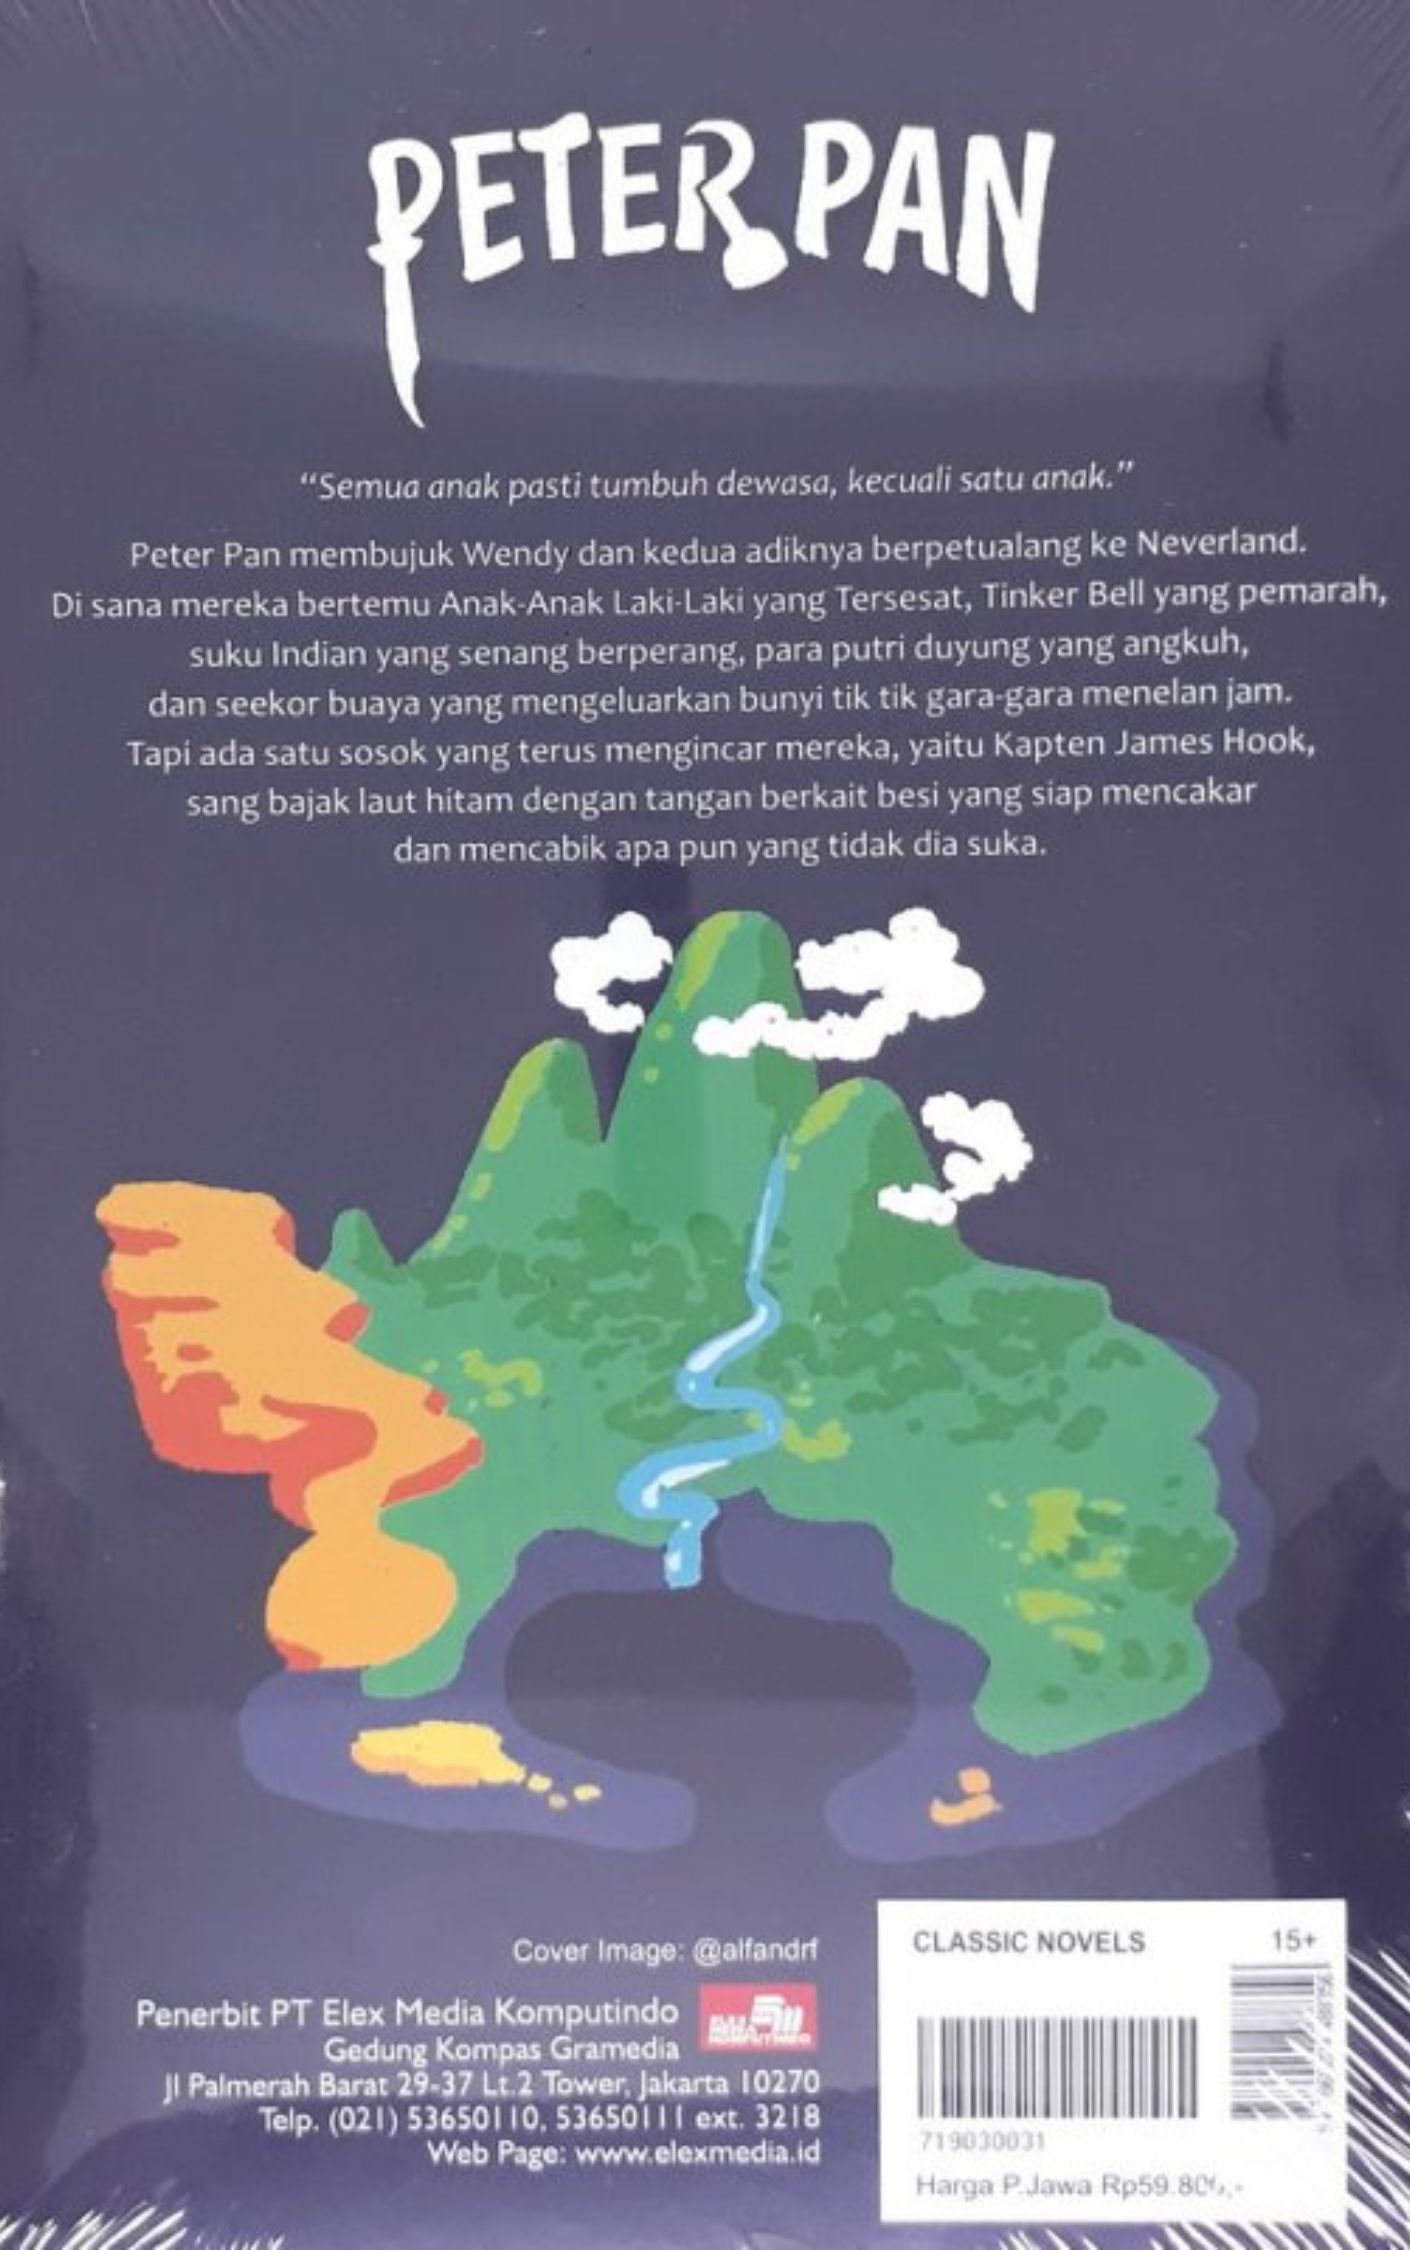 PETER PAN
“Semua anak pasti tumbuh dewasa, kecuali satu anak.”
Peter Pan membujuk Wendy dan kedua adiknya berpetualang ke Neverland.
Di sana mereka bertemu Anak-Anak Laki-Laki yang Tersesat, Tinker Bell yang pemarah,
suku Indian yang senang berperang, para putri duyung yang angkuh,
dan seekor buaya yang mengeluarkan bunyi tik tik gara-gara menelan jam.
Tapi ada satu sosok yang terus mengincar mereka, yaitu Kapten James Hook,
sang bajak laut hitam dengan tangan berkait besi yang siap mencakar
dan mencabik apa pun yang tidak dia suka.
Cover Image: @alfandrf
Penerbit PT Elex Media Komputindo
Gedung Kompas Gramedia
Jl Palmerah Barat 29-37 Lt.2 Tower, Jakarta 10270
Telp. (021) 53650110, 53650111 ext. 3218
Web Page: www.elexmedia.id
CLASSIC NOVELS 15+
719030031
Harga P.Jawa